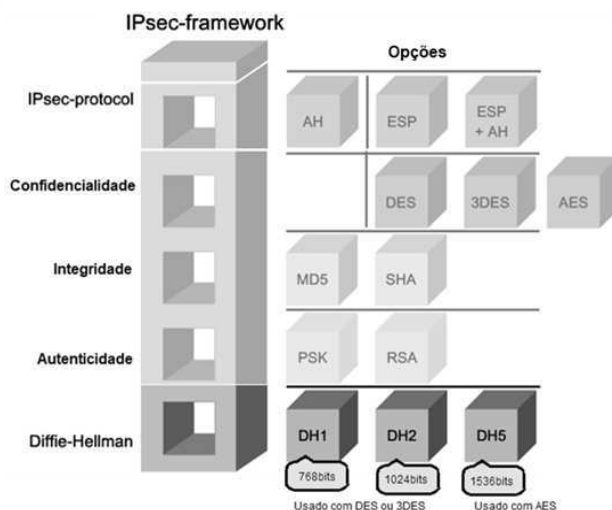 IPsec-framework
Opções
IPsec-protocol
AH
ESP
ESP
+ AH
Confidencialidade
DES
3DES
AES
Integridade
MD5
SHA
Autenticidade
PSK
RSA
Diffie-Hellman
DH1
DH2
DH5
768bits
1024bits
1536bits
Usado com DES ou 3DES
Usado com AES